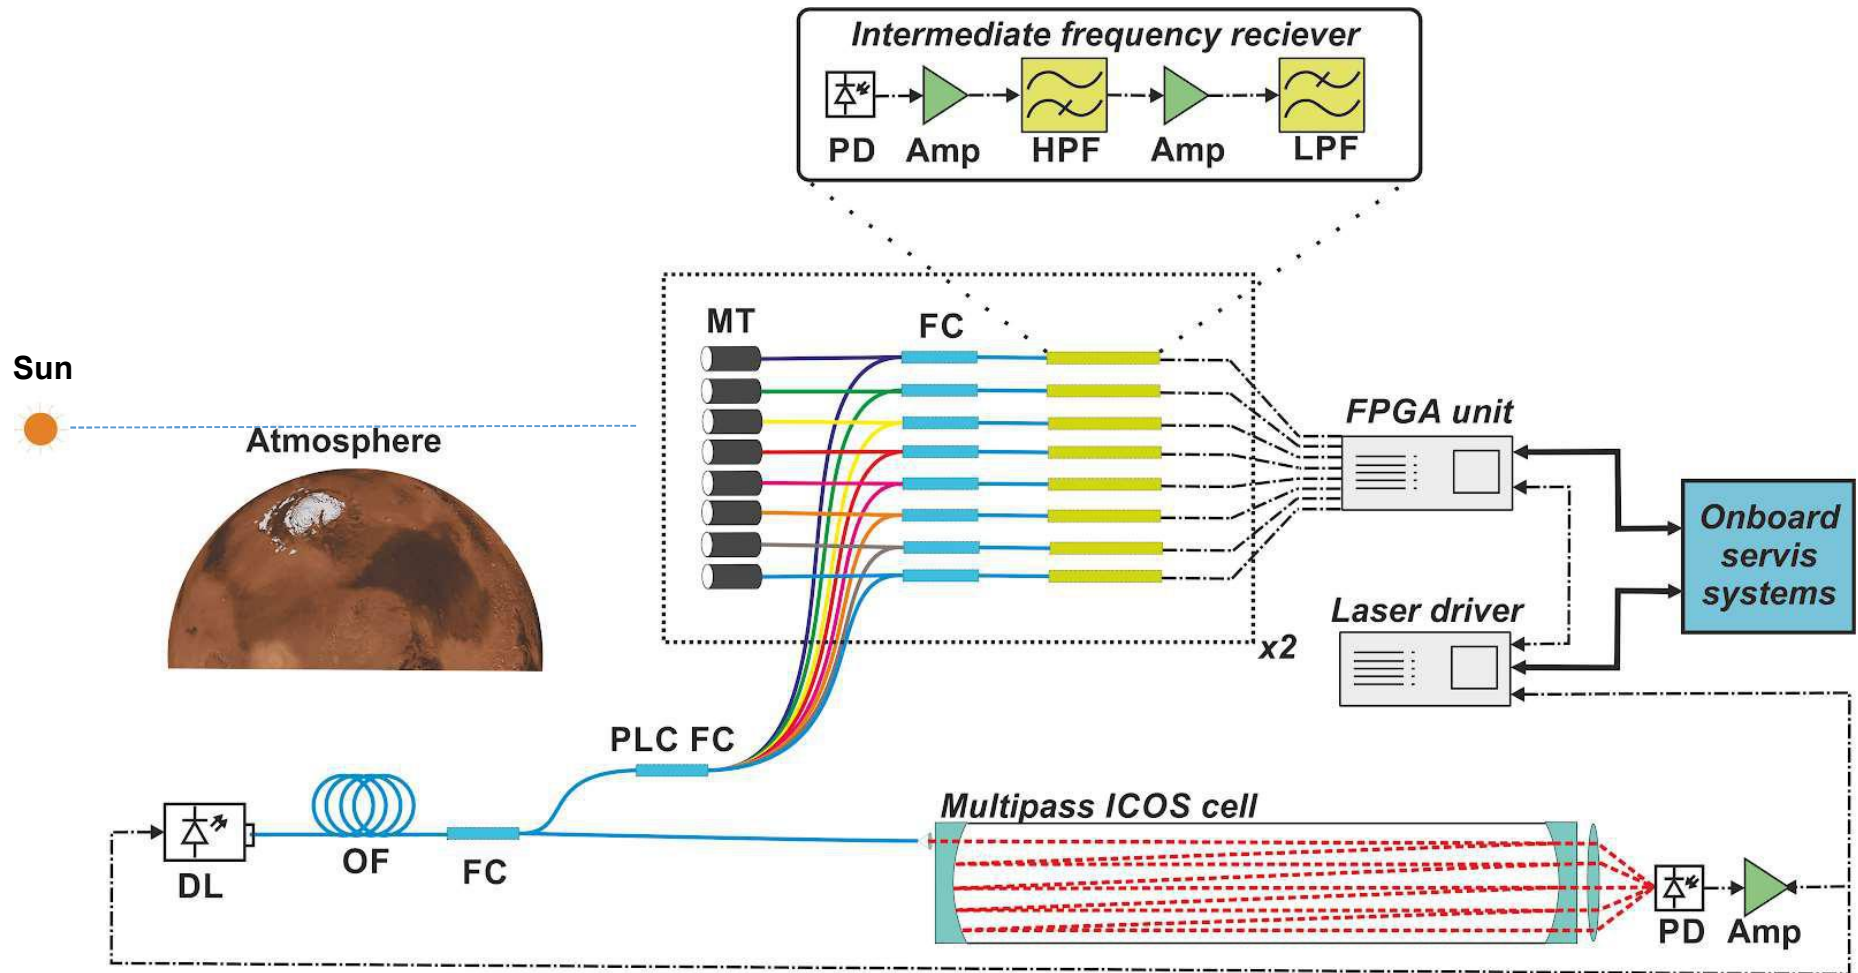 Intermediate frequency reciever
PD
Amp
HPF
Amp
LPF
MT
FC
Sun
Atmosphere
FPGA unit
Onboard
servis
systems
Laser driver
x2
PLC FC
Multipass ICOS cell
DL
OF
FC
PD
Amp